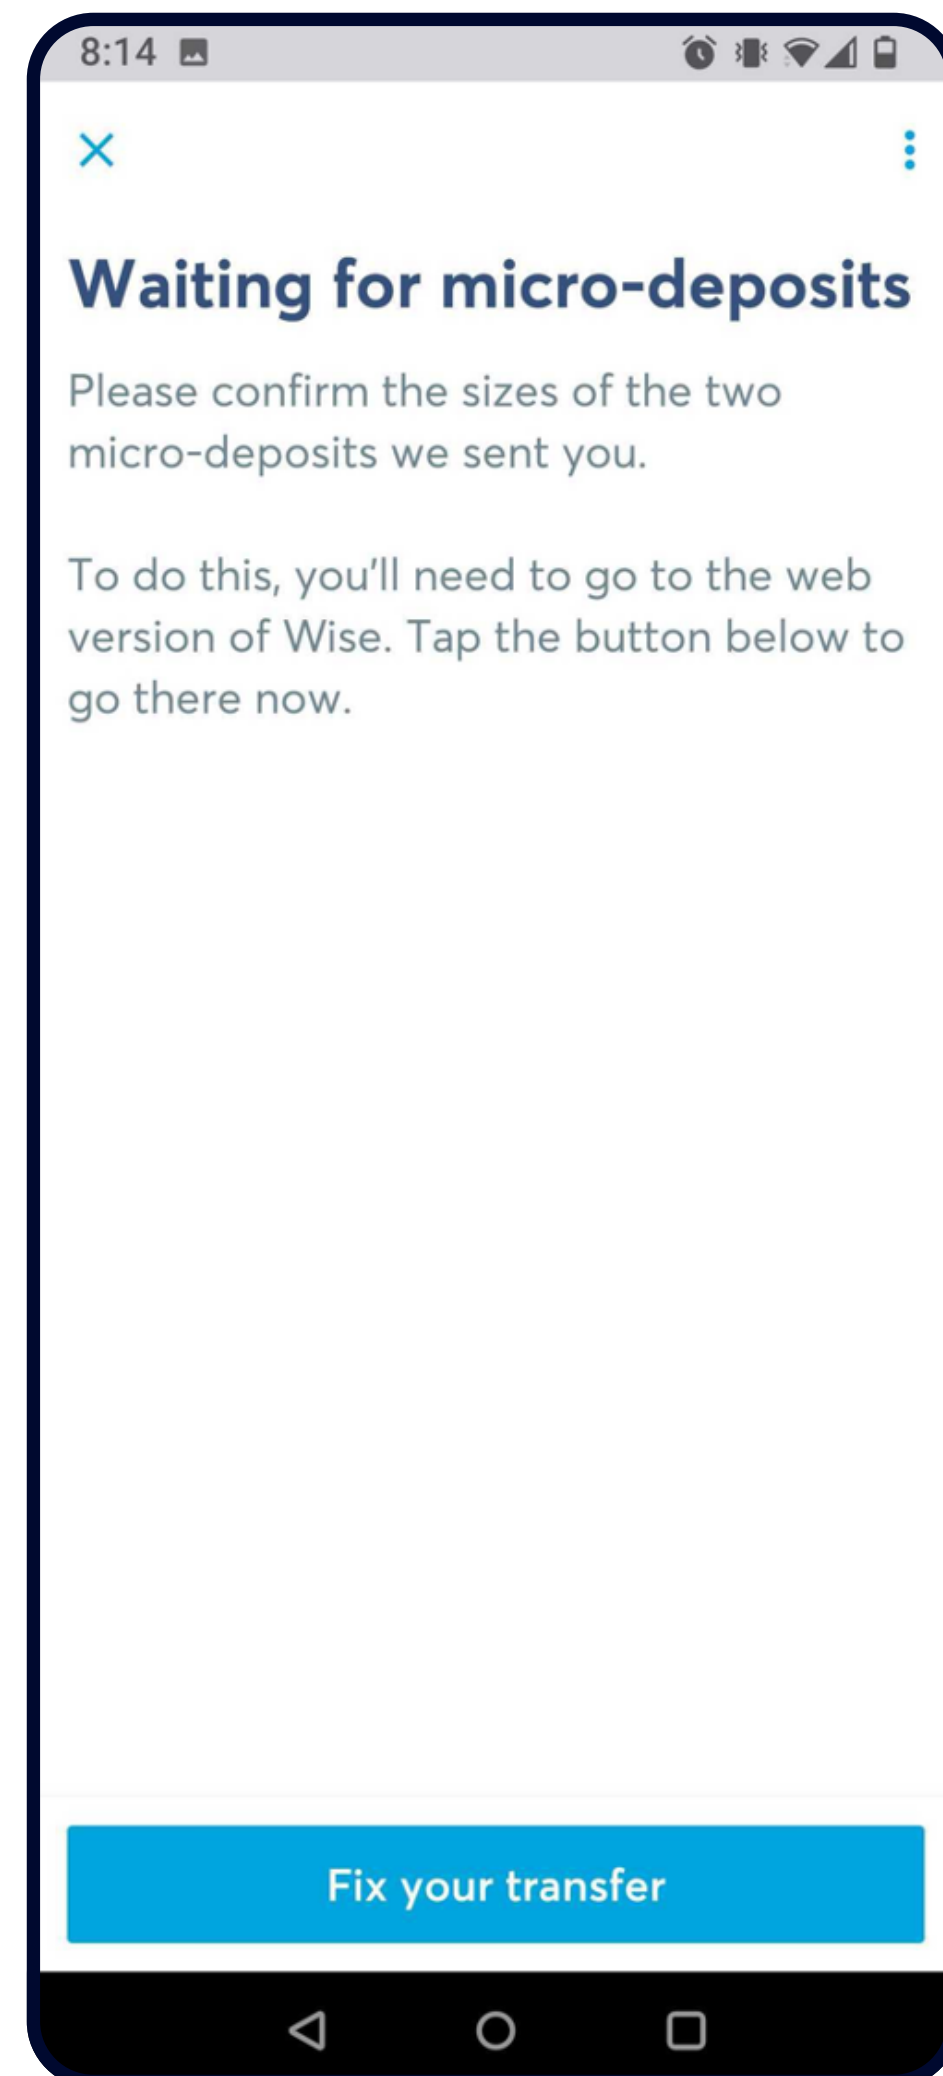 8:14
Waiting for micro-deposits
Please confirm the sizes of the two
micro-deposits we sent you.
To do this, you'll need to go to the web
version of Wise. Tap the button below to
go there now.
Fix your transfer